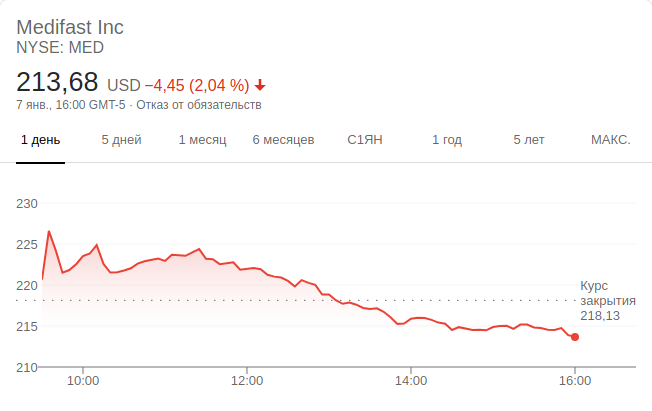 Medifast Inc
NYSE: MED
213,68 USD −4,45 (2,04 %)
7 янв., 16:00 GMT-5 · Отказ от обязательств
1 день 5 дней 1 месяц 6 месяцев С1ЯН 1 год 5 лет МАКС.
230
225
220
215
210
Курс
закрытия
218,13
10:00 12:00 14:00 16:00